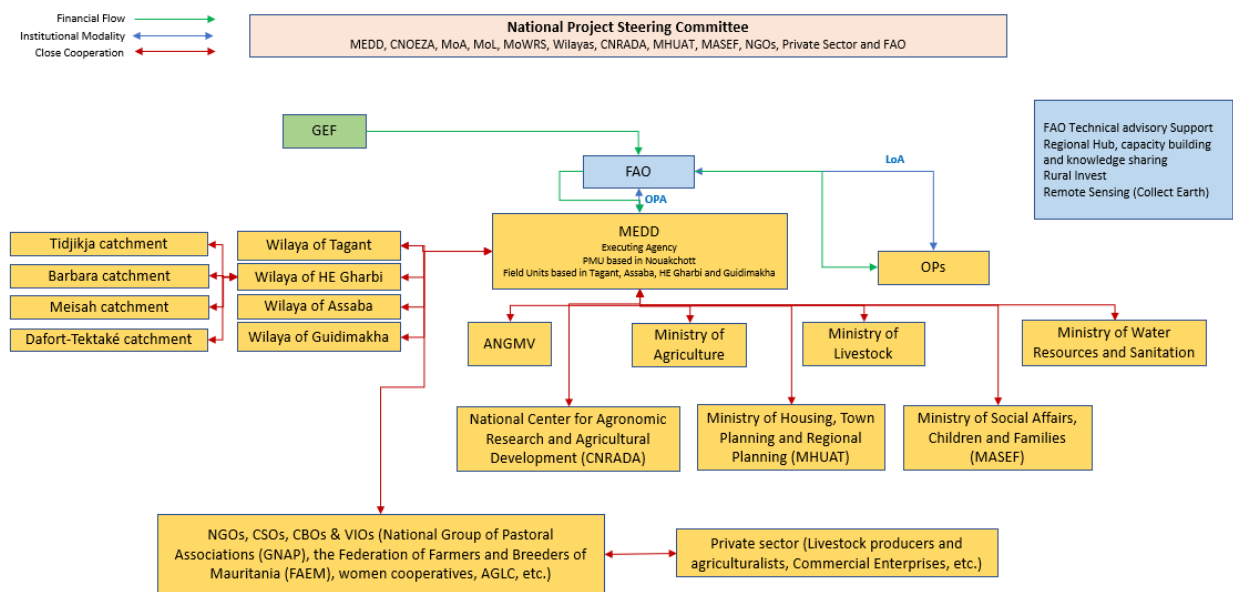 Financial Flow
Institutional Modality
Close Cooperation
National Project Steering Committee
MEDD, CNOEZA, MoA, MoL, MoWRS, Wilayas, CNRADA, MHUAT, MASEF, NGOs, Private Sector and FAO
GEF
FAO
LoA
OPA
FAO Technical advisory Support
Regional Hub, capacity building
and knowledge sharing
Rural Invest
Remote Sensing (Collect Earth)
MEDD
Executing Agency
PMU based in Nouakchott
Field Units based in Tagant, Assaba, HE Gharbi and Guidimakha
OPs
Tidjikja catchment
Barbara catchment
Meisah catchment
Dafort-Tektaké catchment
Wilaya of Tagant
Wilaya of HE Gharbi
Wilaya of Assaba
Wilaya of Guidimakha
ANGMV
Ministry of
Agriculture
Ministry of
Livestock
Ministry of Water
Resources and Sanitation
National Center for Agronomic
Research and Agricultural
Development (CNRADA)
Ministry of Housing, Town
Planning and Regional
Planning (MHUAT)
Ministry of Social Affairs,
Children and Families
(MASEF)
NGOs, CSOs, CBOs & VIOs (National Group of Pastoral
Associations (GNAP), the Federation of Farmers and Breeders of
Mauritania (FAEM), women cooperatives, AGLC, etc.)
Private sector (Livestock producers and
agriculturalists, Commercial Enterprises, etc.)